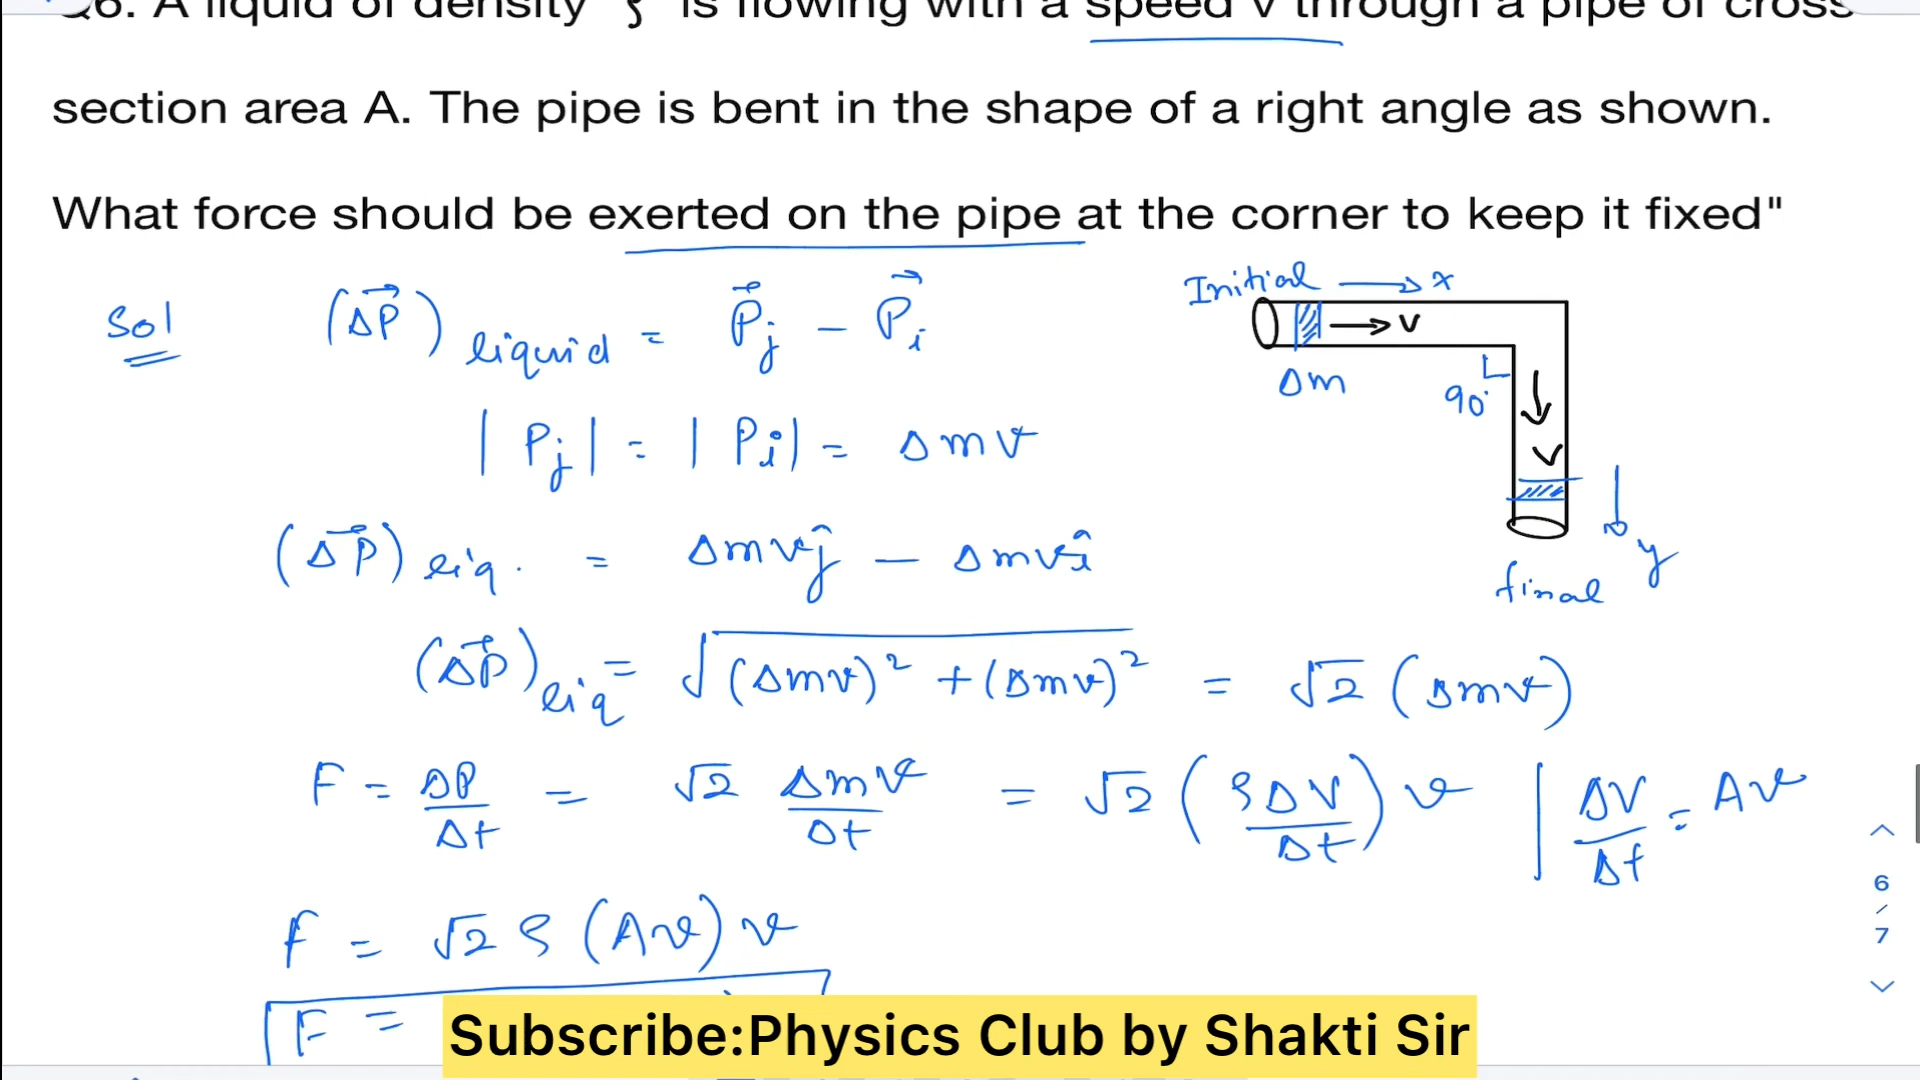 Q6. A liquid of density " ρ " is flowing with a speed v through a pipe of cross
section area A. The pipe is bent in the shape of a right angle as shown.
What force should be exerted on the pipe at the corner to keep it fixed"
Initial → x
→ v
Δm
90°
v
y
final
Sol (ΔP⃗) liquid = P⃗j − P⃗i
|Pj| = |Pi| = Δmv
(ΔP⃗) liq. = Δmvĵ − Δmvî
(ΔP⃗)liq = √(Δmv)² + (Δmv)² = √2 (Δmv)
F = ΔP/Δt = √2 Δmv/Δt = √2 (ρΔV/Δt) v | ΔV/Δt = Av
F = √2 ρ (Av) v
F =
Subscribe:Physics Club by Shakti Sir
6
/
7